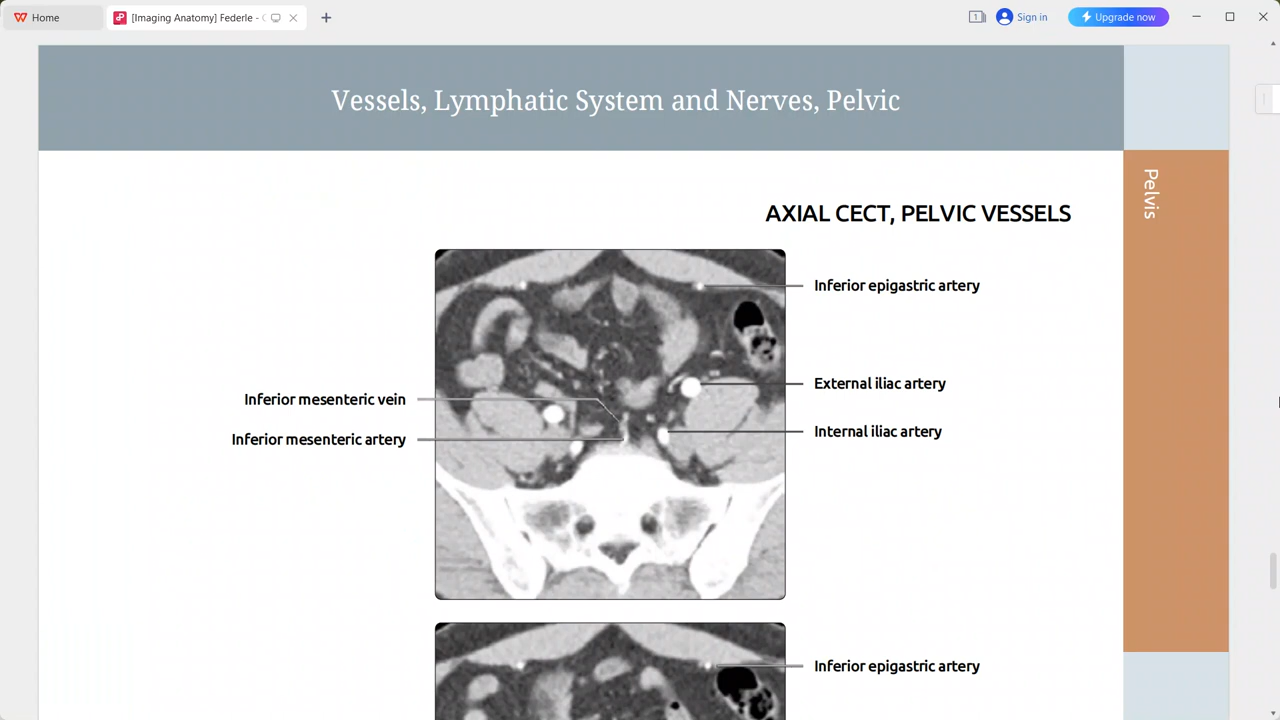 Home
[Imaging Anatomy] Federle -
1
Sign in
Upgrade now
Vessels, Lymphatic System and Nerves, Pelvic
Pelvis
AXIAL CECT, PELVIC VESSELS
Inferior epigastric artery
External iliac artery
Inferior mesenteric vein
Internal iliac artery
Inferior mesenteric artery
Inferior epigastric artery